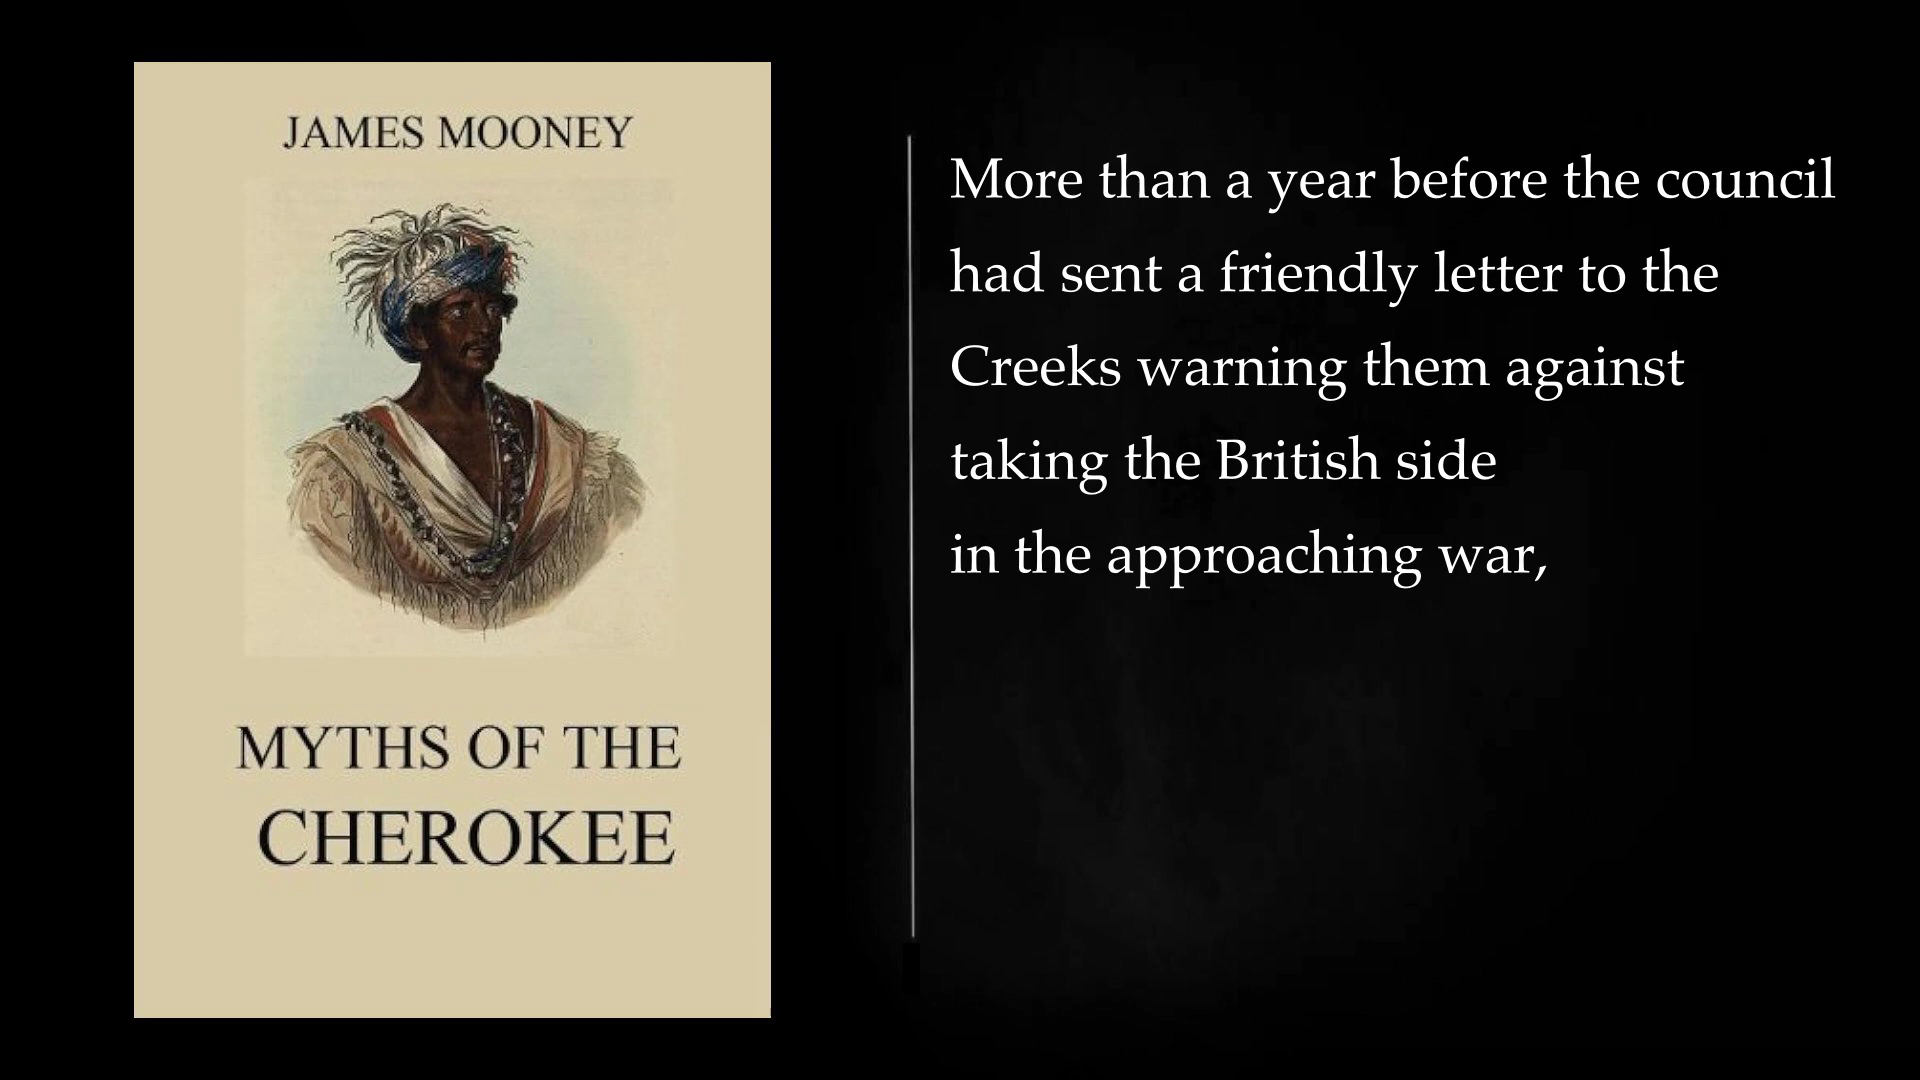 JAMES MOONEY
MYTHS OF THE
CHEROKEE
More than a year before the council
had sent a friendly letter to the
Creeks warning them against
taking the British side
in the approaching war,